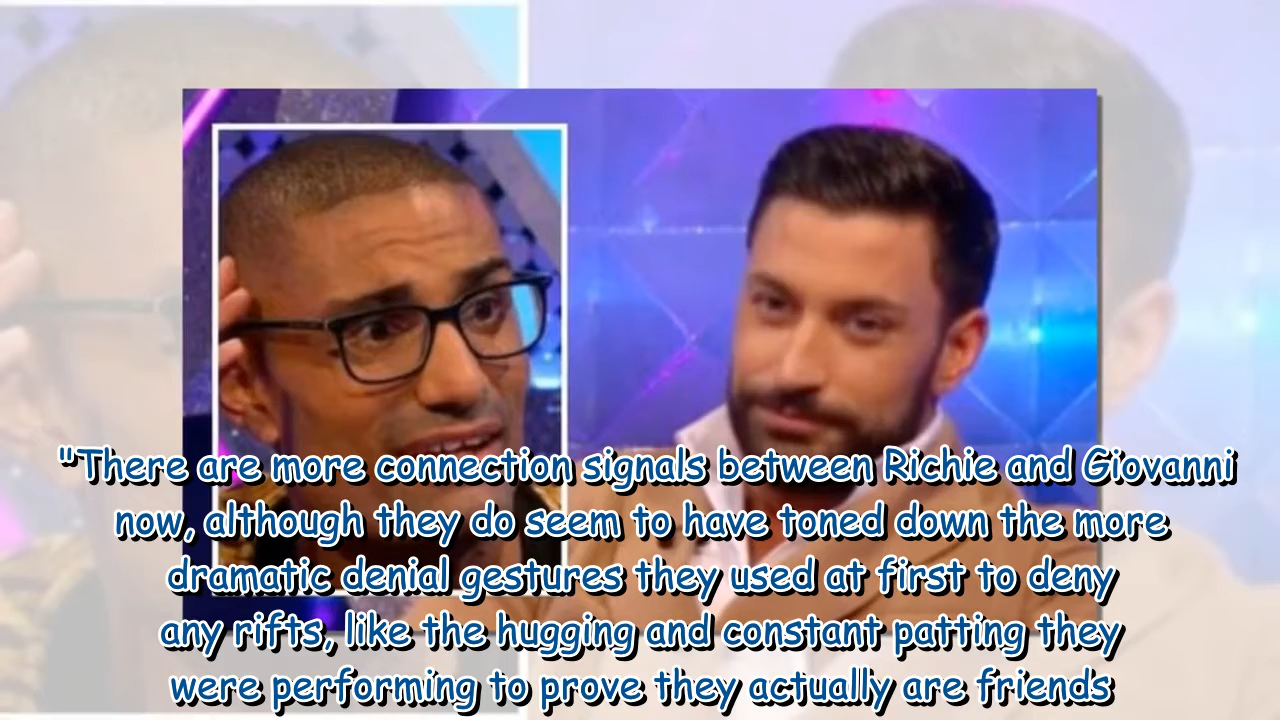 "There are more connection signals between Richie and Giovanni
now, although they do seem to have toned down the more
dramatic denial gestures they used at first to deny
any rifts, like the hugging and constant patting they
were performing to prove they actually are friends